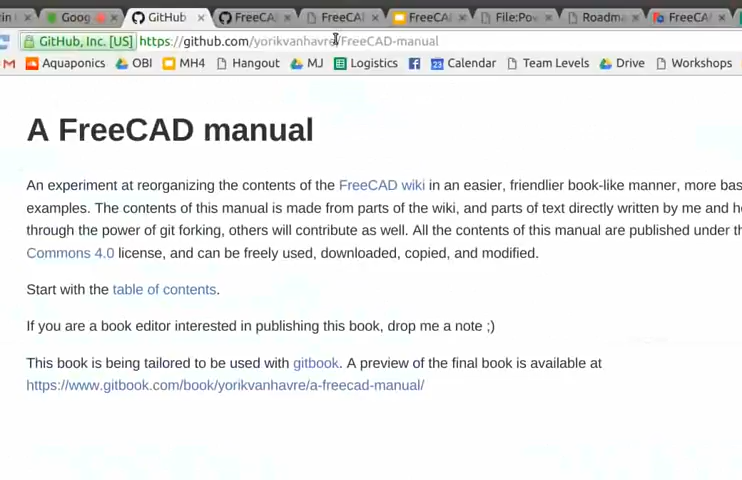 Goog GitHub FreeCA FreeCA FreeCA File:Pov Roadma FreeCA/
GitHub, Inc. [US] https://github.com/yorikvanhavre/FreeCAD-manual
Aquaponics OBI MH4 Hangout MJ Logistics Calendar Team Levels Drive Workshops
A FreeCAD manual
An experiment at reorganizing the contents of the FreeCAD wiki in an easier, friendlier book-like manner, more bas
examples. The contents of this manual is made from parts of the wiki, and parts of text directly written by me and h
through the power of git forking, others will contribute as well. All the contents of this manual are published under th
Commons 4.0 license, and can be freely used, downloaded, copied, and modified.
Start with the table of contents.
If you are a book editor interested in publishing this book, drop me a note ;)
This book is being tailored to be used with gitbook. A preview of the final book is available at
https://www.gitbook.com/book/yorikvanhavre/a-freecad-manual/